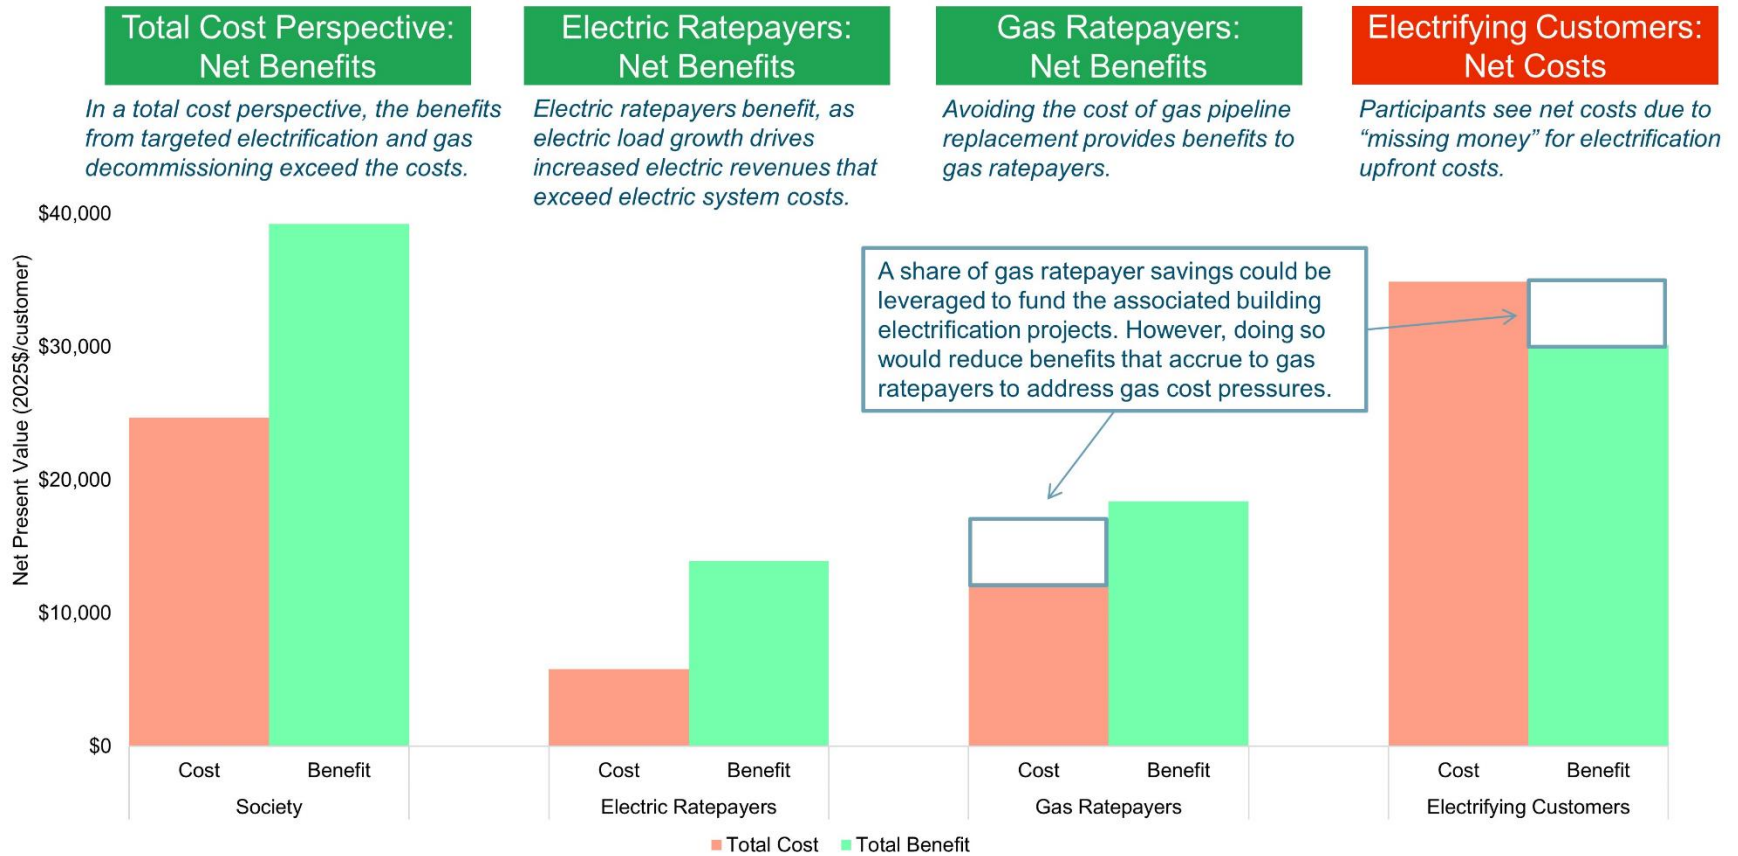 Total Cost Perspective:
Net Benefits
In a total cost perspective, the benefits
from targeted electrification and gas
decommissioning exceed the costs.
Electric Ratepayers:
Net Benefits
Electric ratepayers benefit, as
electric load growth drives
increased electric revenues that
exceed electric system costs.
Gas Ratepayers:
Net Benefits
Avoiding the cost of gas pipeline
replacement provides benefits to
gas ratepayers.
Electrifying Customers:
Net Costs
Participants see net costs due to
“missing money” for electrification
upfront costs.
Net Present Value (2025$/customer)
$40,000
$30,000
$20,000
$10,000
$0
A share of gas ratepayer savings could be
leveraged to fund the associated building
electrification projects. However, doing so
would reduce benefits that accrue to gas
ratepayers to address gas cost pressures.
Cost Benefit Cost Benefit Cost Benefit Cost Benefit
Society Electric Ratepayers Gas Ratepayers Electrifying Customers
Total Cost Total Benefit